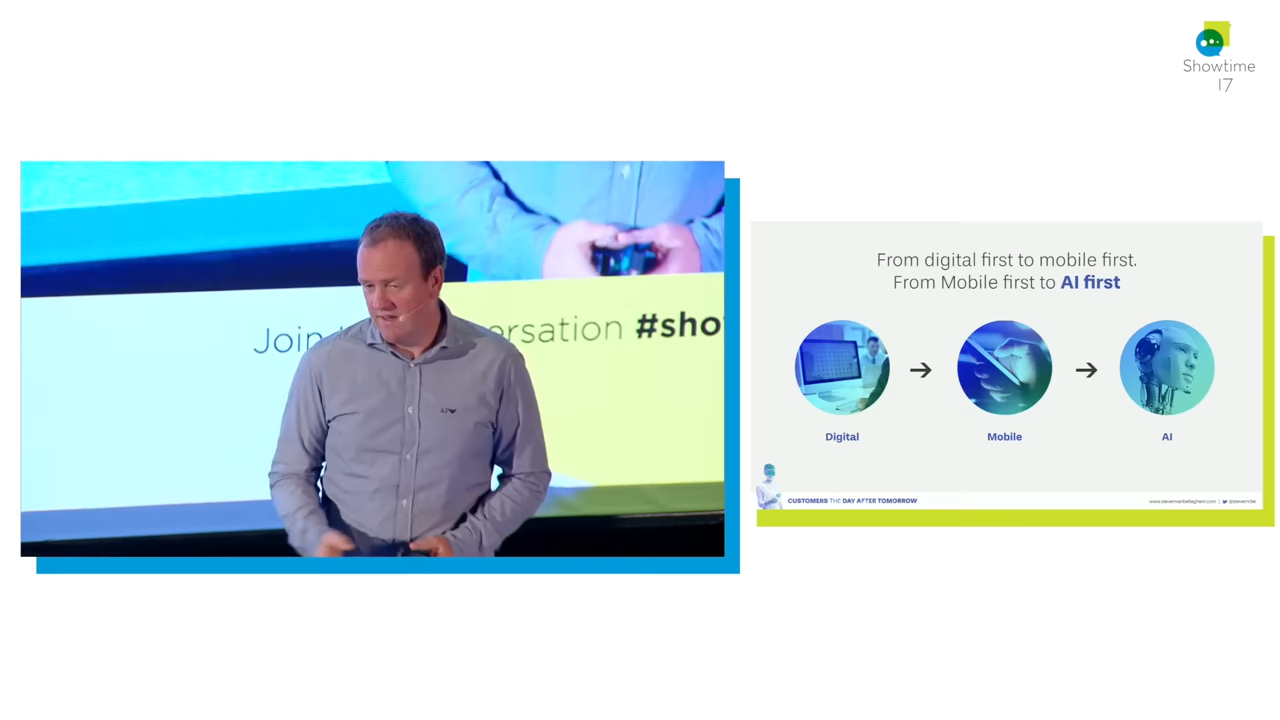 Showtime
17
Join ersation #sho
From digital first to mobile first.
From Mobile first to AI first
Digital
Mobile
AI
CUSTOMERS THE DAY AFTER TOMORROW